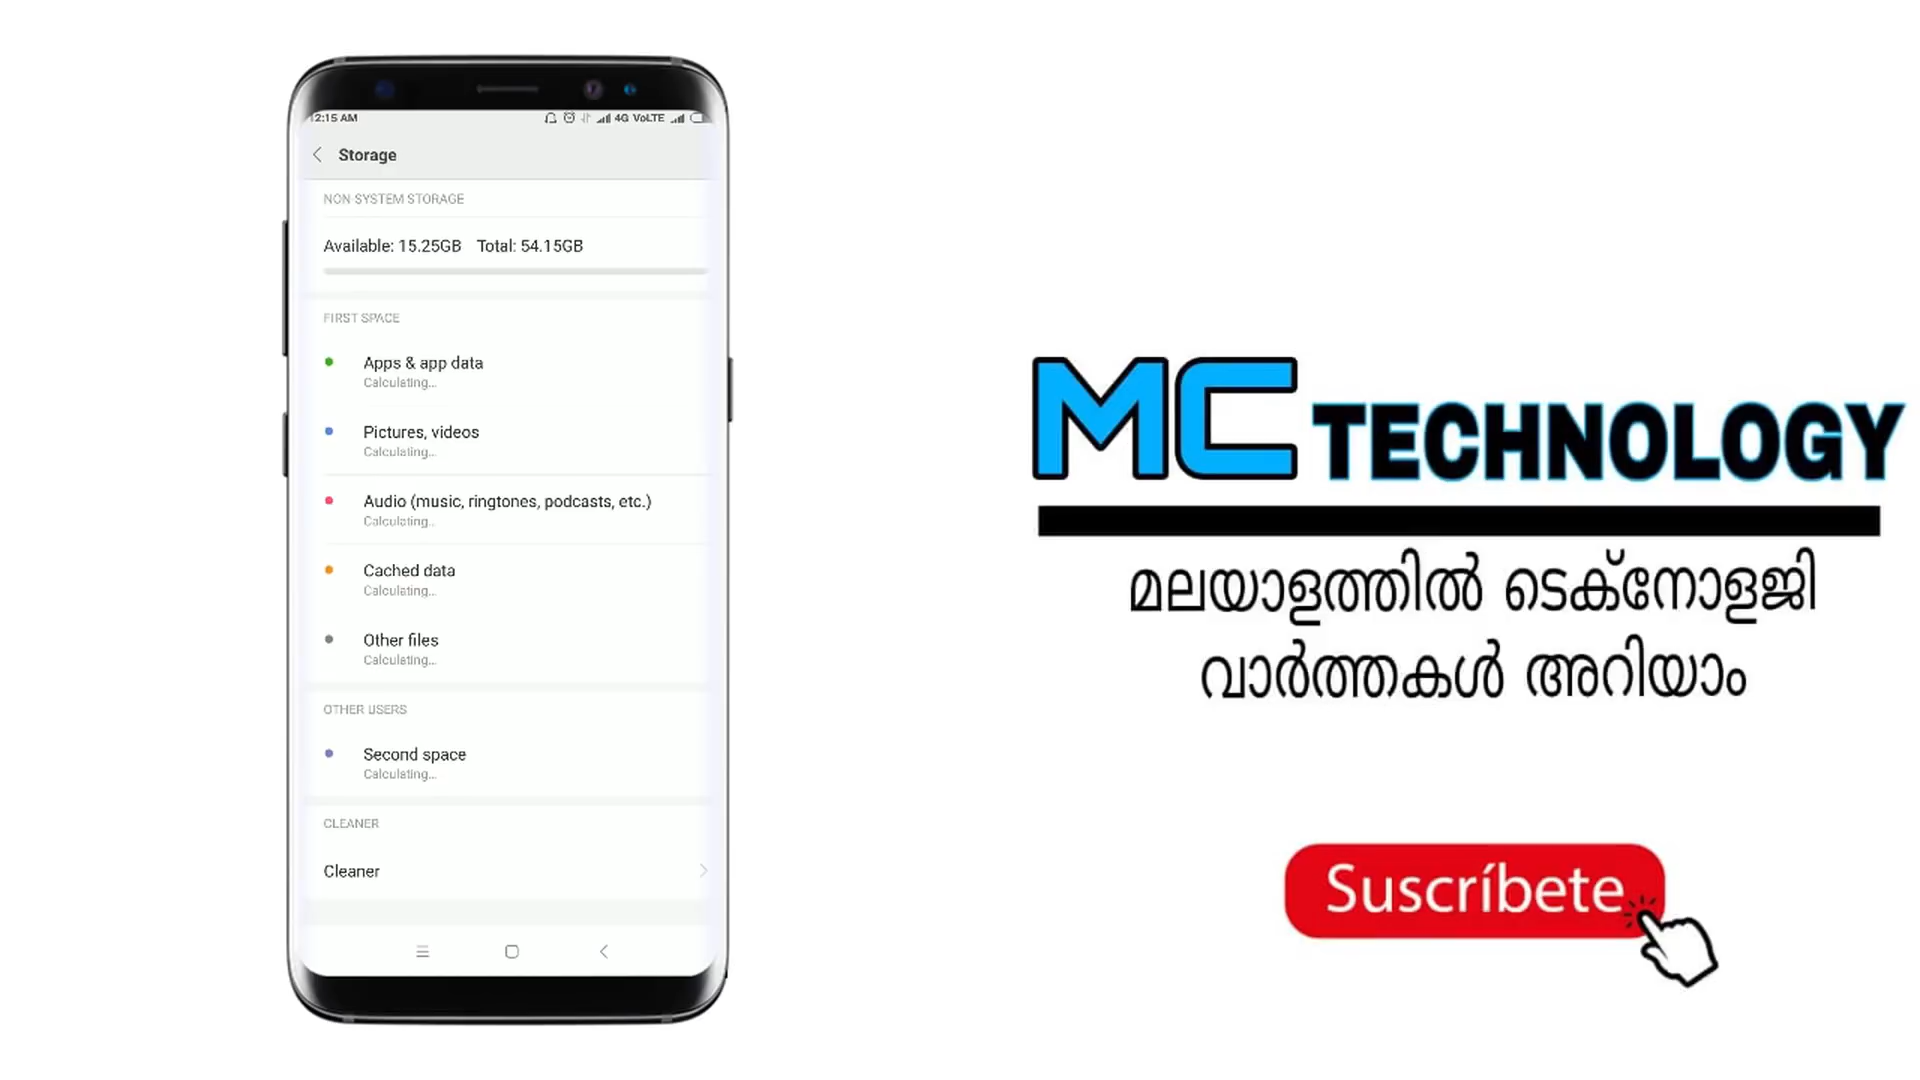 12:15 AM 4G VoLTE
Storage
NON SYSTEM STORAGE
Available: 15.25GB Total: 54.15GB
FIRST SPACE
Apps & app data
Calculating...
Pictures, videos
Calculating...
Audio (music, ringtones, podcasts, etc.)
Calculating...
Cached data
Calculating...
Other files
Calculating...
OTHER USERS
Second space
Calculating...
CLEANER
Cleaner
MC TECHNOLOGY
മലയാളത്തിൽ ടെക്നോളജി
വാർത്തകൾ അറിയാം
Suscríbete